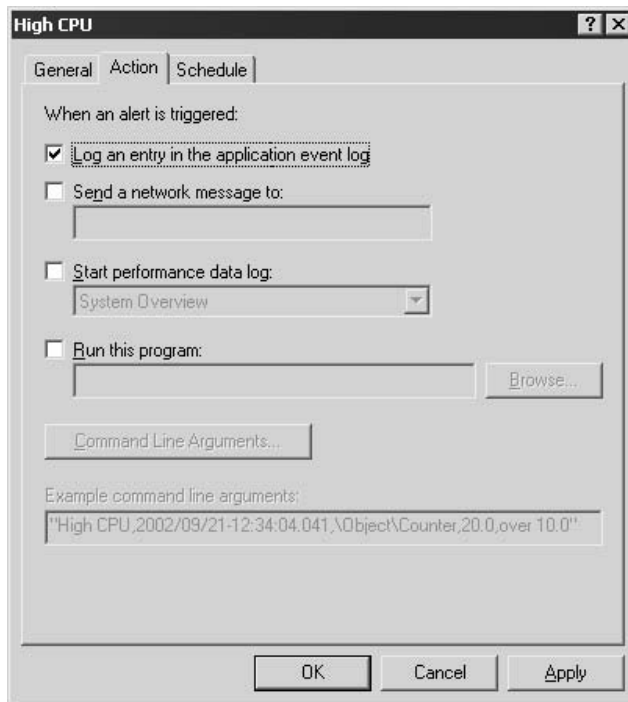 High CPU
General Action Schedule
When an alert is triggered:
Log an entry in the application event log
Send a network message to:
Start performance data log:
System Overview
Run this program:
Browse...
Command Line Arguments...
Example command line arguments:
"High CPU,2002/09/21-12:34:04.041,\Object\Counter,20.0,over 10.0"
OK Cancel Apply